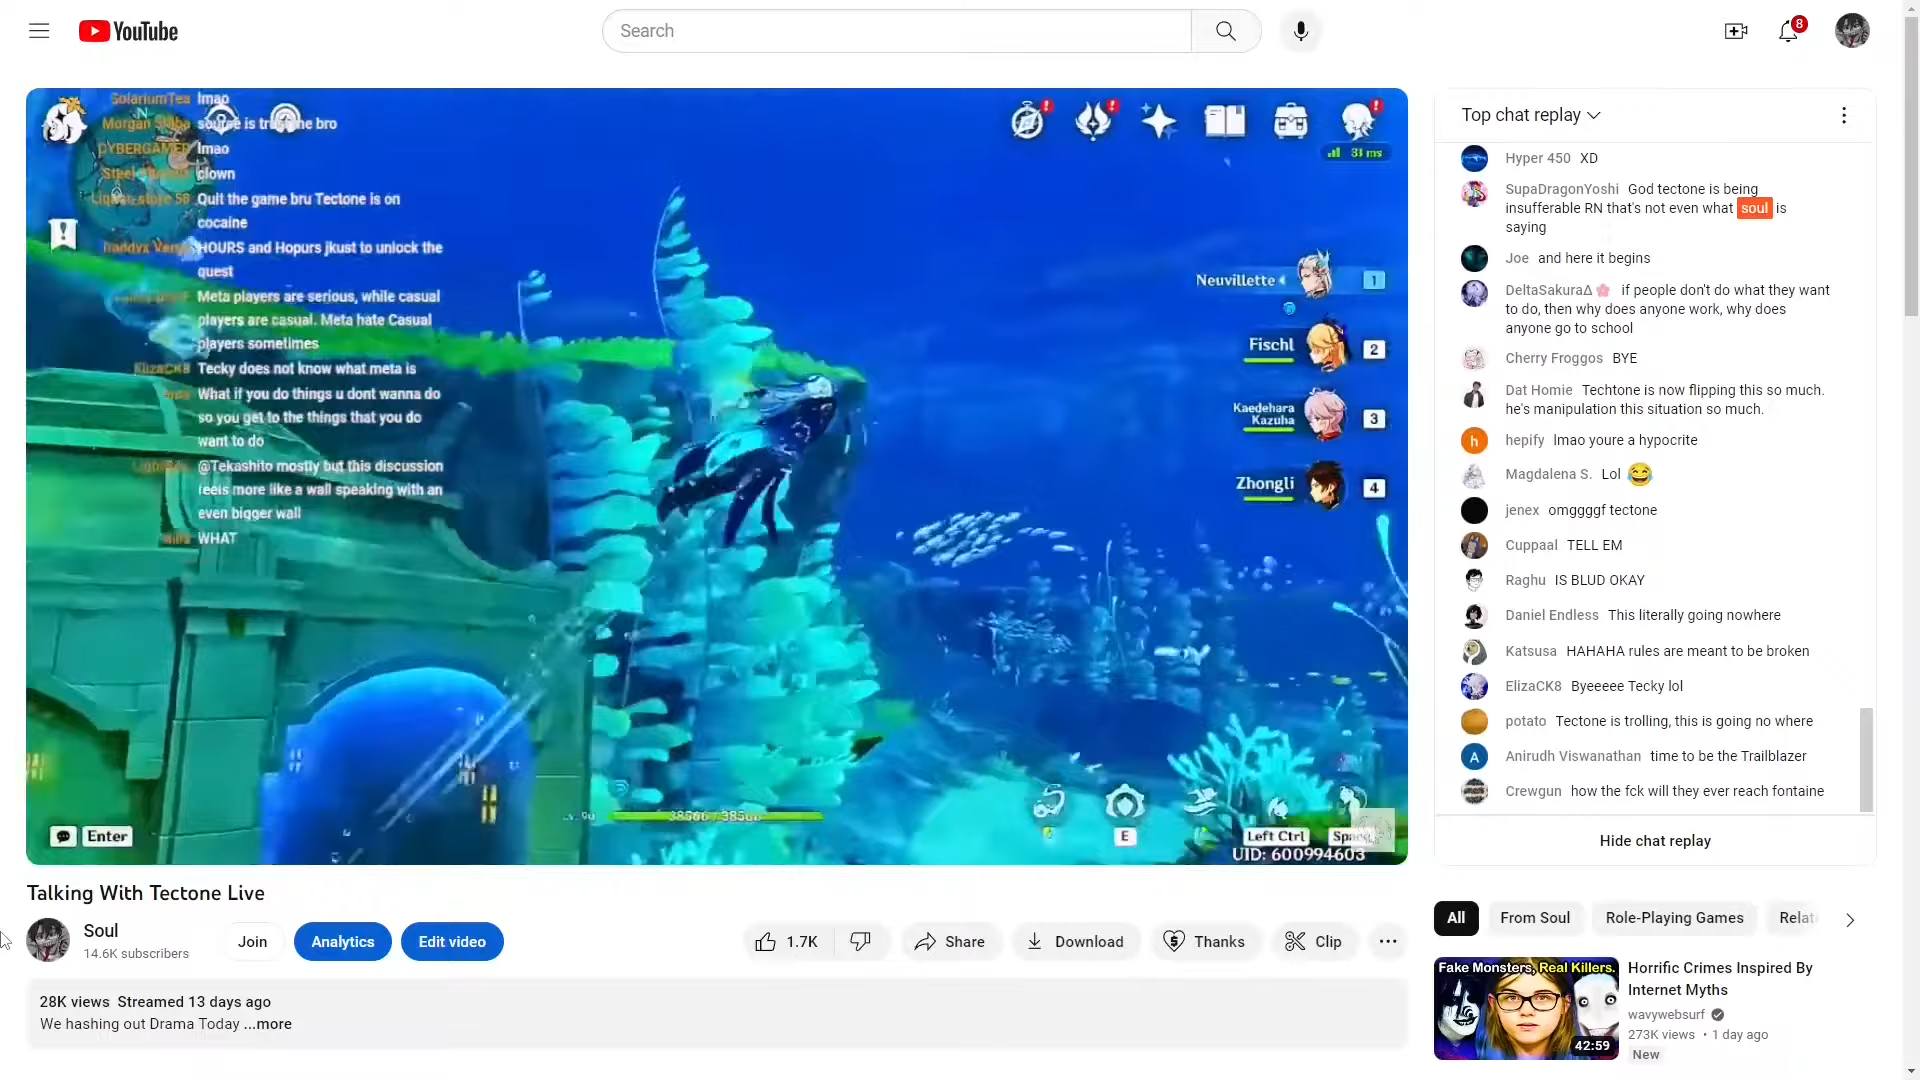 YouTube
Search
8
SolariumTea lmao
Morgan
CYBERGAMER lmao
clown
Quit the game bru Tectone is on
cocaine
HOURS and Hopurs jkust to unlock the
quest
Meta players are serious, while casual
players are casual. Meta hate Casual
players sometimes
ElizaCK8 Tecky does not know what meta is
What if you do things u dont wanna do
so you get to the things that you do
want to do
@Tekashito mostly but this discussion
feels more like a wall speaking with an
even bigger wall
WHAT
31 ms
Neuvillette 1
Fischl 2
Kaedehara
Kazuha 3
Zhongli 4
Enter
E
Left Ctrl
UID: 600994603
Top chat replay
Hyper 450 XD
SupaDragonYoshi God tectone is being
insufferable RN that's not even what soul is
saying
Joe and here it begins
DeltaSakuraΔ🌸 if people don't do what they want
to do, then why does anyone work, why does
anyone go to school
Cherry Froggos BYE
Dat Homie Techtone is now flipping this so much.
he's manipulation this situation so much.
h hepify lmao youre a hypocrite
Magdalena S. Lol 😂
jenex omggggf tectone
Cuppaal TELL EM
Raghu IS BLUD OKAY
Daniel Endless This literally going nowhere
Katsusa HAHAHA rules are meant to be broken
ElizaCK8 Byeeeee Tecky lol
potato Tectone is trolling, this is going no where
A Anirudh Viswanathan time to be the Trailblazer
Crewgun how the fck will they ever reach fontaine
Hide chat replay
Talking With Tectone Live
Soul
14.6K subscribers
Join
Analytics
Edit video
1.7K
Share
Download
Thanks
Clip
28K views Streamed 13 days ago
We hashing out Drama Today ...more
All
From Soul
Role-Playing Games
Fake Monsters, Real Killers.
42:59
Horrific Crimes Inspired By
Internet Myths
wavywebsurf
273K views • 1 day ago
New